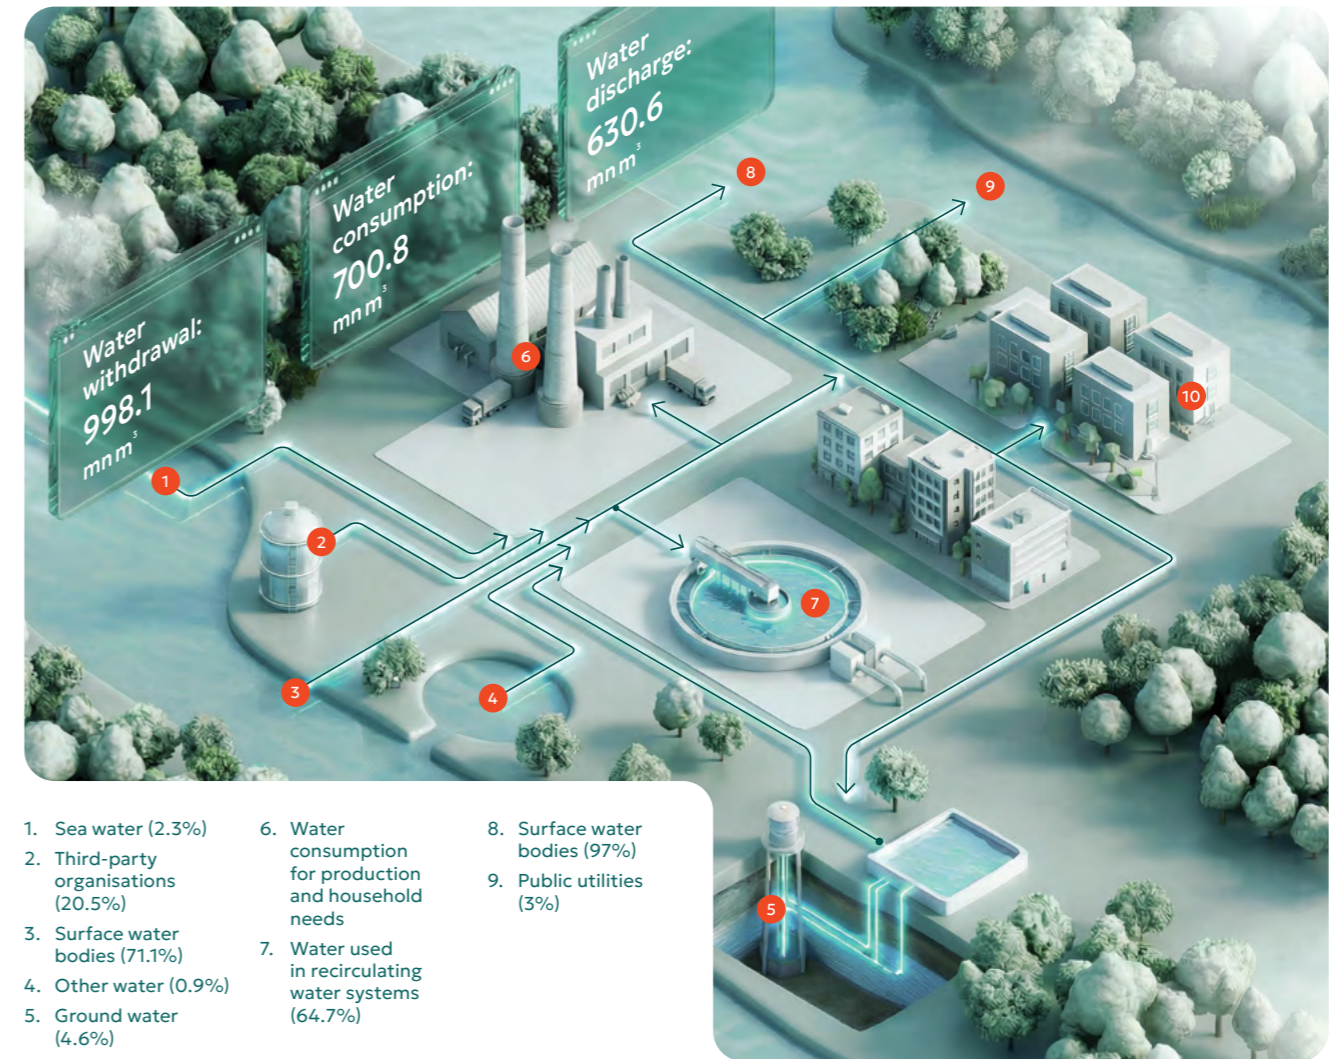 Water
withdrawal:
998.1
mn m³
Water
consumption:
700.8
mn m³
Water
discharge:
630.6
mn m³
8
9
6
10
1
2
7
3
4
5
1. Sea water (2.3%)
2. Third-party
organisations
(20.5%)
3. Surface water
bodies (71.1%)
4. Other water (0.9%)
5. Ground water
(4.6%)
6. Water
consumption
for production
and household
needs
7. Water used
in recirculating
water systems
(64.7%)
8. Surface water
bodies (97%)
9. Public utilities
(3%)